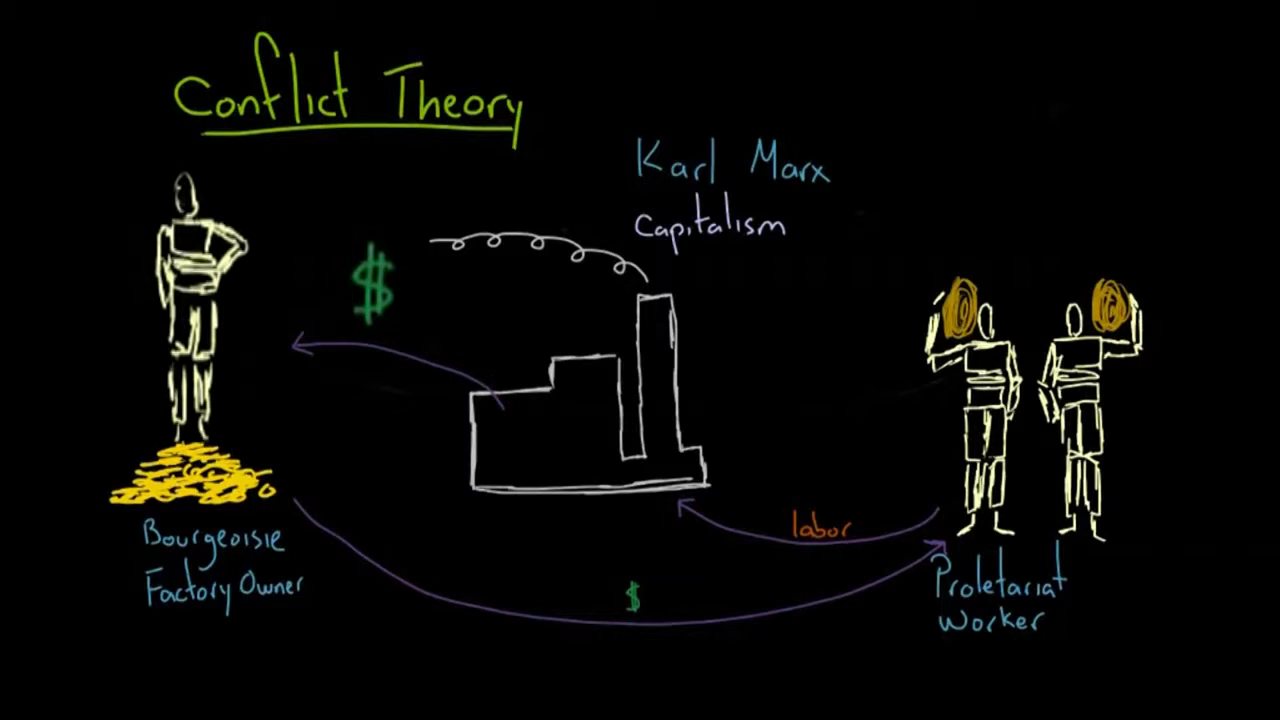 Conflict Theory
Karl Marx
Capitalism
$
labor
Bourgeoisie
Factory Owner
$
Proletariat
Worker